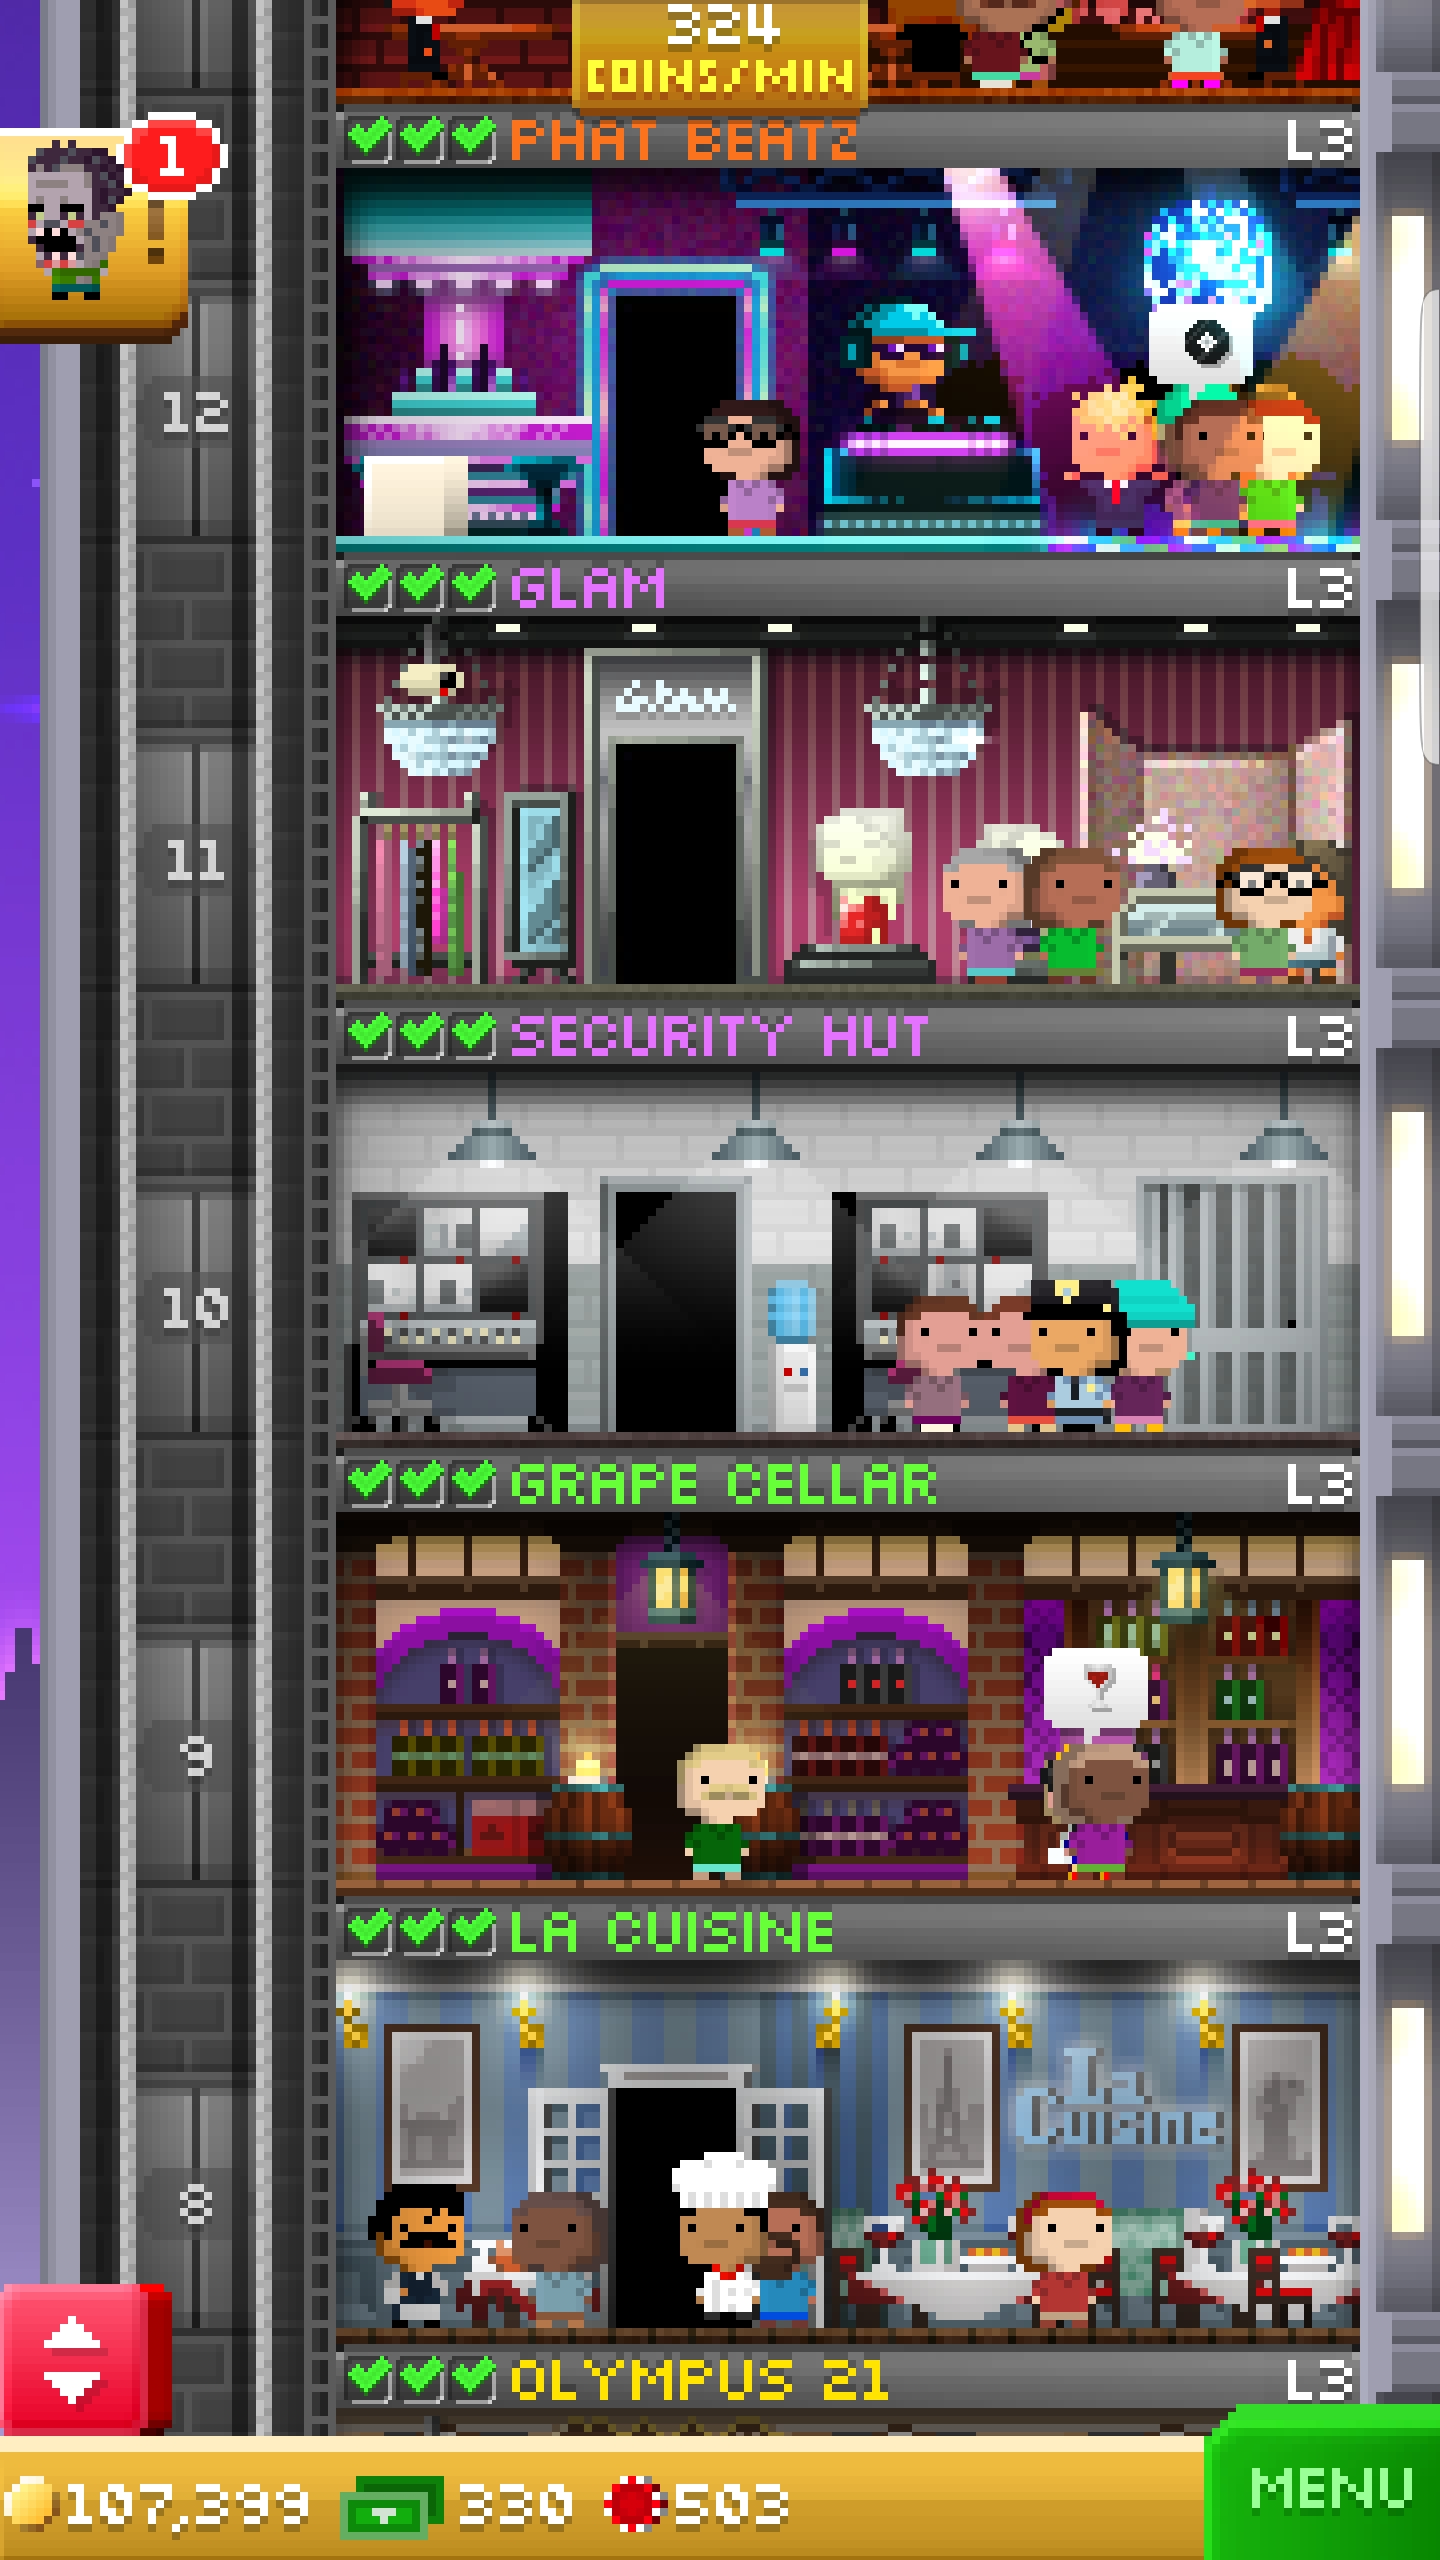 324
COINS/MIN
PHAT BEATZ L3
1
!
12
GLAM L3
Glam
11
SECURITY HUT L3
10
GRAPE CELLAR L3
9
LA CUISINE L3
La
Cuisine
8
OLYMPUS 21 L3
107,399 330 503
MENU